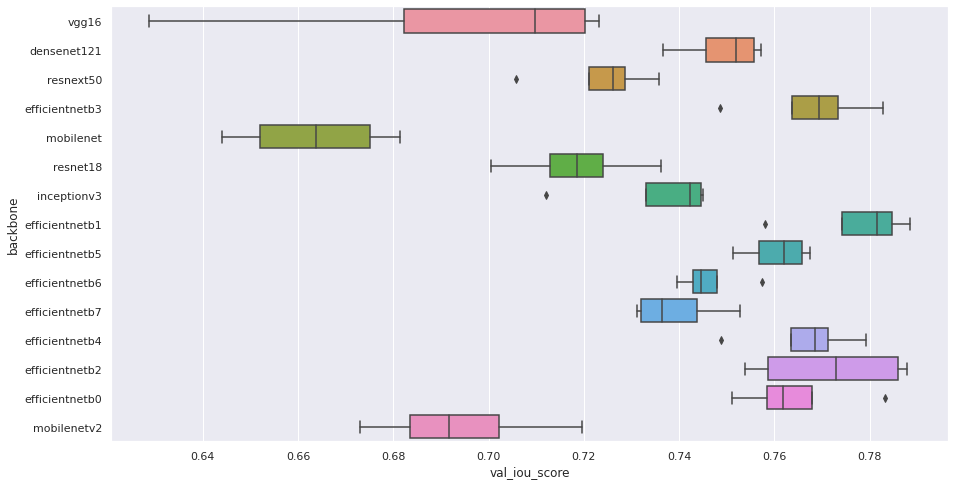 vgg16
densenet121
resnext50
efficientnetb3
mobilenet
resnet18
inceptionv3
efficientnetb1
efficientnetb5
efficientnetb6
efficientnetb7
efficientnetb4
efficientnetb2
efficientnetb0
mobilenetv2
backbone
0.64 0.66 0.68 0.70 0.72 0.74 0.76 0.78
val_iou_score